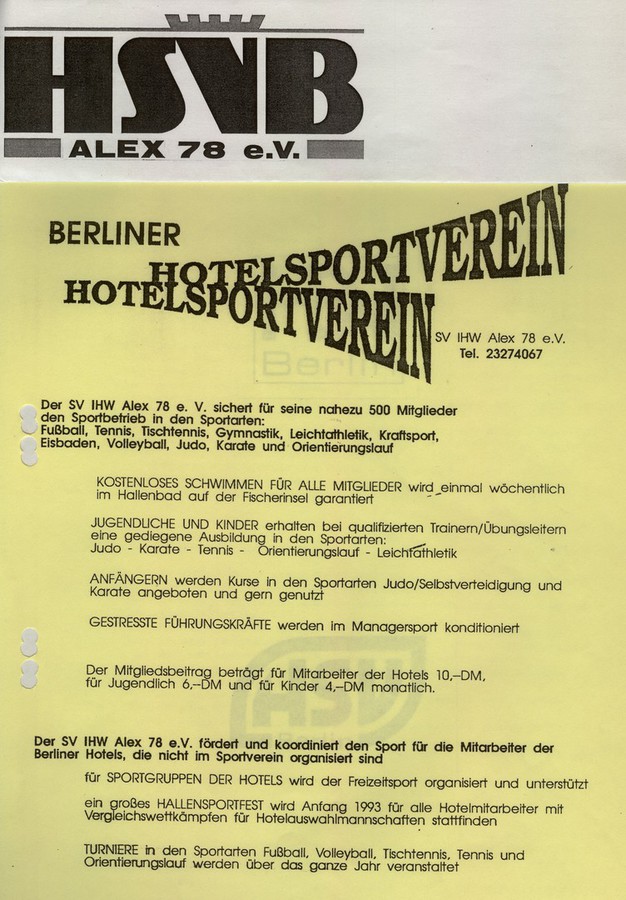 HSVB
ALEX 78 e.V.
BERLINER
HOTELSPORTVEREIN
HOTELSPORTVEREIN
SV IHW Alex 78 e.V.
Tel. 23274067
Berlin
Der SV IHW Alex 78 e. V. sichert für seine nahezu 500 Mitglieder
den Sportbetrieb in den Sportarten:
Fußball, Tennis, Tischtennis, Gymnastik, Leichtathletik, Kraftsport,
Eisbaden, Volleyball, Judo, Karate und Orientierungslauf
KOSTENLOSES SCHWIMMEN FÜR ALLE MITGLIEDER wird einmal wöchentlich
im Hallenbad auf der Fischerinsel garantiert
JUGENDLICHE UND KINDER erhalten bei qualifizierten Trainern/Übungsleitern
eine gediegene Ausbildung in den Sportarten:
Judo - Karate - Tennis - Orientierungslauf - Leichtathletik
ANFÄNGERN werden Kurse in den Sportarten Judo/Selbstverteidigung und
Karate angeboten und gern genutzt
GESTRESSTE FÜHRUNGSKRÄFTE werden im Managersport konditioniert
Der Mitgliedsbeitrag beträgt für Mitarbeiter der Hotels 10,--DM,
für Jugendlich 6,--DM und für Kinder 4,-DM monatlich.
Der SV IHW Alex 78 e.V. fördert und koordiniert den Sport für die Mitarbeiter der
Berliner Hotels, die nicht im Sportverein organisiert sind
für SPORTGRUPPEN DER HOTELS wird der Freizeitsport organisiert und unterstützt
ein großes HALLENSPORTFEST wird Anfang 1993 für alle Hotelmitarbeiter mit
Vergleichswettkämpfen für Hotelauswahlmannschaften stattfinden
TURNIERE in den Sportarten Fußball, Volleyball, Tischtennis, Tennis und
Orientierungslauf werden über das ganze Jahr veranstaltet